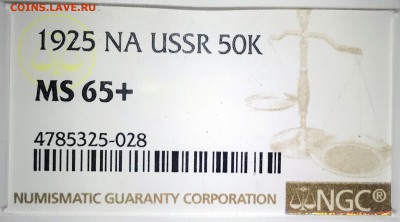 COINS.LAVE.RU
1925 NA USSR 50K
MS 65+
4785325-028
NUMISMATIC GUARANTY CORPORATION
NGC®